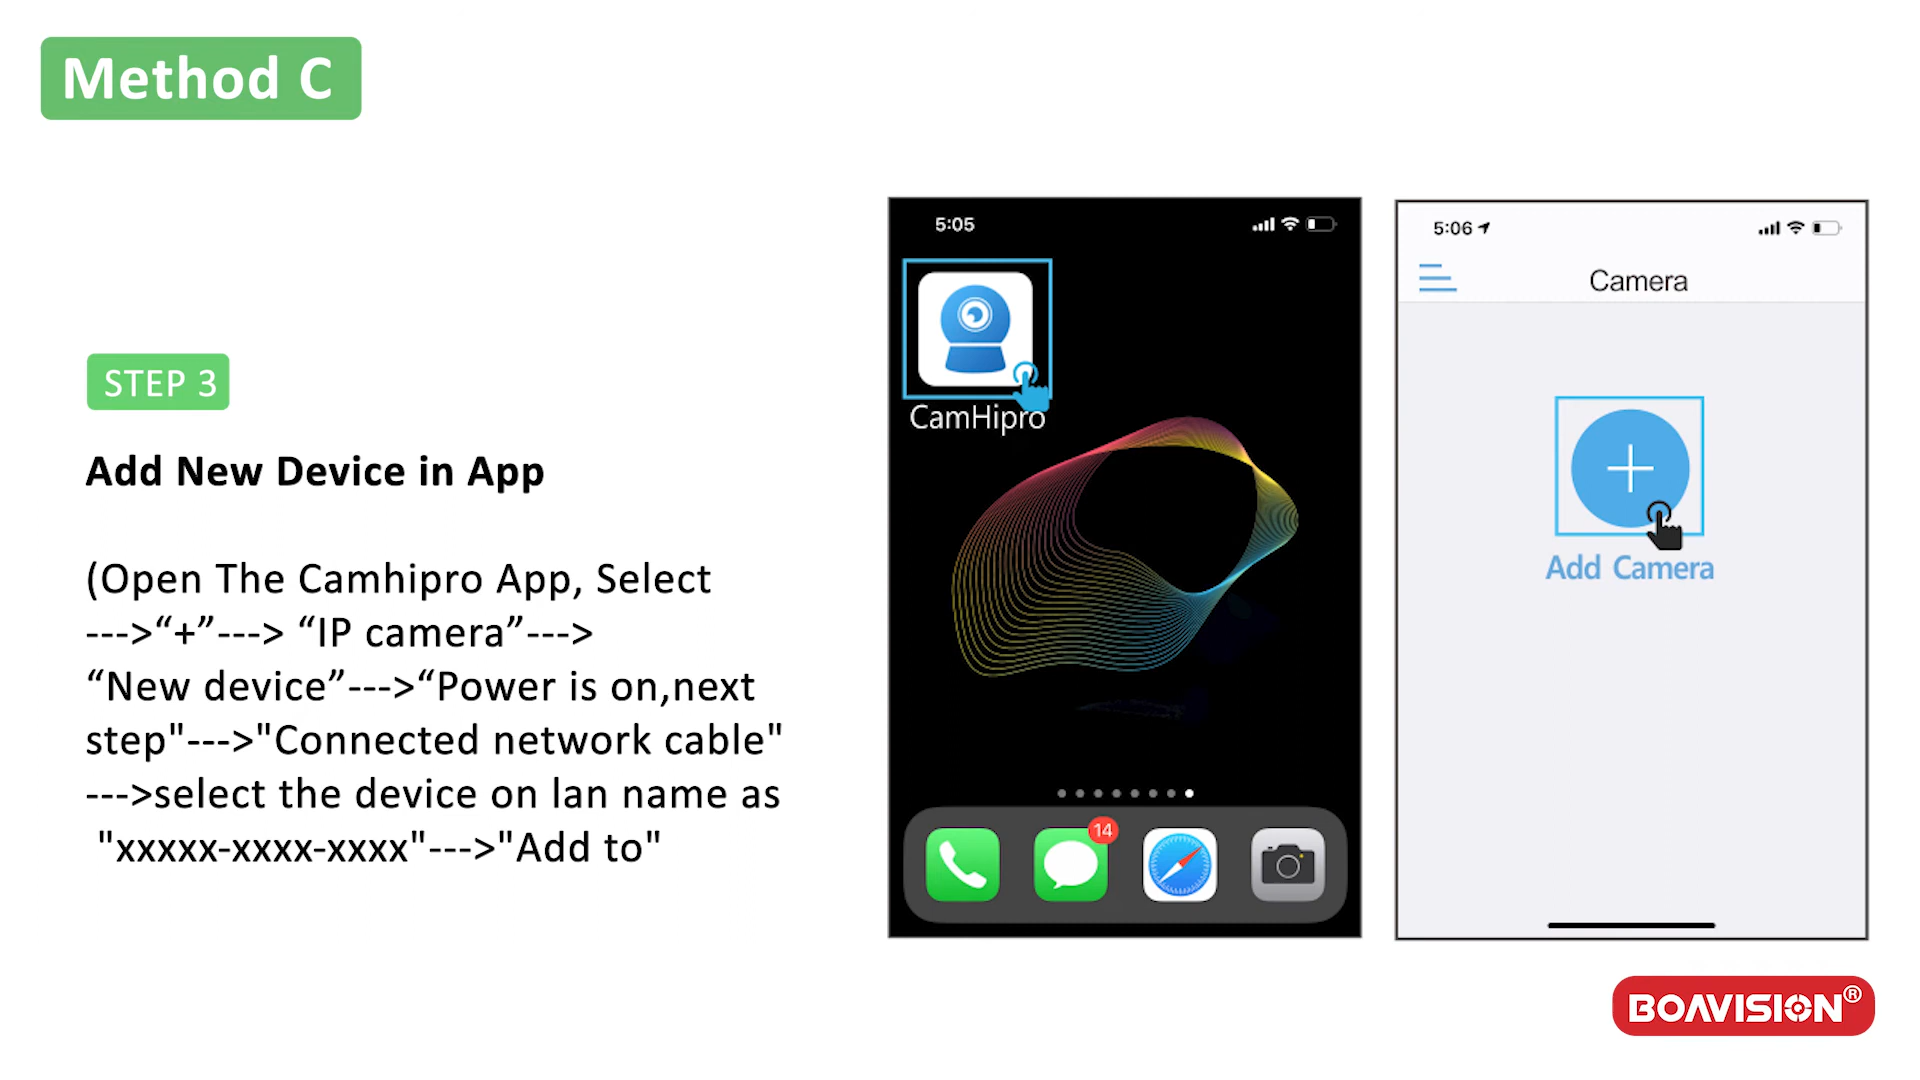 Method C
STEP 3
Add New Device in App
(Open The Camhipro App, Select
--->“+”---> “IP camera”--->
“New device”--->“Power is on,next
step"--->"Connected network cable"
--->select the device on lan name as
"xxxxx-xxxx-xxxx"--->"Add to"
5:05
CamHipro
14
5:06
Camera
Add Camera
BOAVISION®